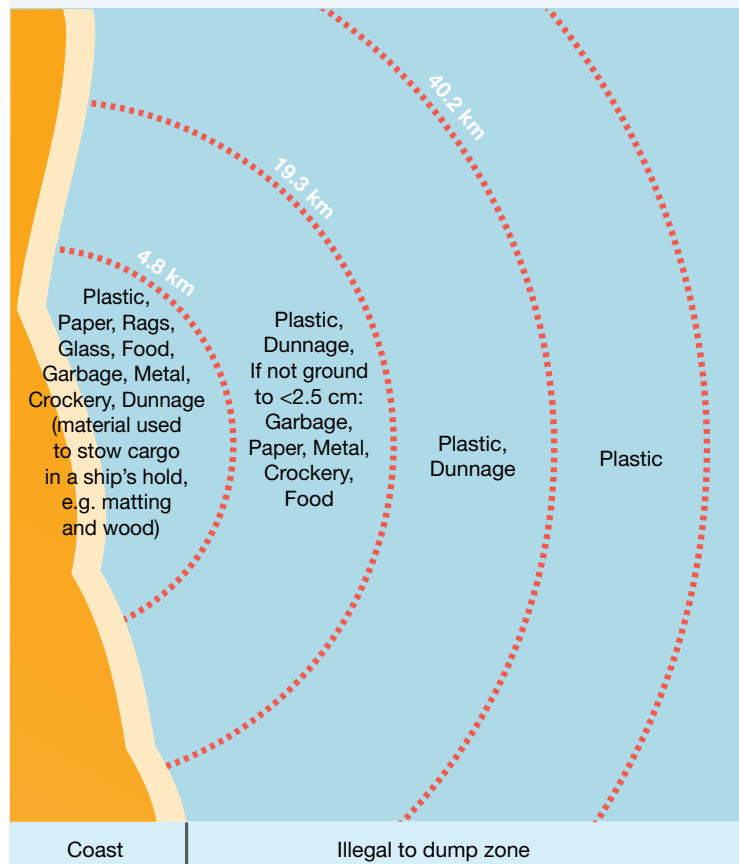 40.2 km
19.3 km
4.8 km
Plastic,
Paper, Rags,
Glass, Food,
Garbage, Metal,
Crockery, Dunnage
(material used
to stow cargo
in a ship's hold,
e.g. matting
and wood)
Plastic,
Dunnage,
If not ground
to <2.5 cm:
Garbage,
Paper, Metal,
Crockery,
Food
Plastic,
Dunnage
Plastic
Coast
Illegal to dump zone